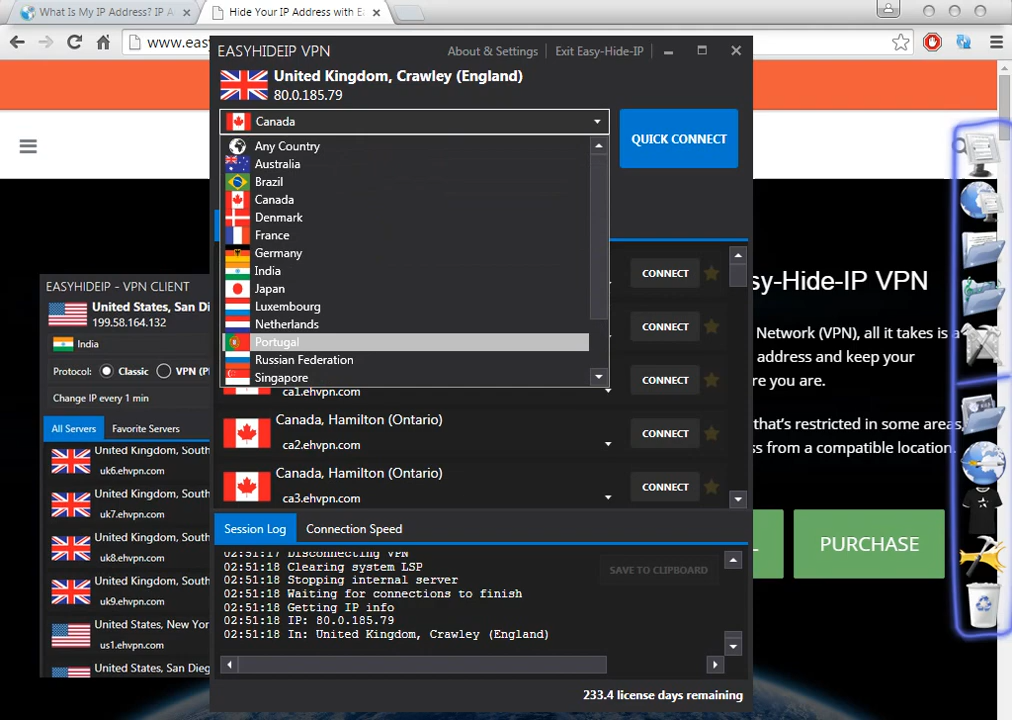 What Is My IP Address? IP A
Hide Your IP Address with Ea
www.easy
EASYHIDEIP VPN
About & Settings
Exit Easy-Hide-IP
United Kingdom, Crawley (England)
80.0.185.79
Canada
QUICK CONNECT
Any Country
Australia
Brazil
Canada
Denmark
France
Germany
India
Japan
Luxembourg
Netherlands
Portugal
Russian Federation
Singapore
CONNECT
CONNECT
CONNECT
ca1.ehvpn.com
Canada, Hamilton (Ontario)
ca2.ehvpn.com
CONNECT
Canada, Hamilton (Ontario)
ca3.ehvpn.com
CONNECT
Session Log
Connection Speed
02:51:17 Disconnecting VPN
02:51:18 Clearing system LSP
02:51:18 Stopping internal server
02:51:18 Waiting for connections to finish
02:51:18 Getting IP info
02:51:18 IP: 80.0.185.79
02:51:18 In: United Kingdom, Crawley (England)
SAVE TO CLIPBOARD
233.4 license days remaining
EASYHIDEIP - VPN CLIENT
United States, San Di
199.58.164.132
India
Protocol:
Classic
VPN (P
Change IP every 1 min
All Servers
Favorite Servers
United Kingdom, South
uk6.ehvpn.com
United Kingdom, South
uk7.ehvpn.com
United Kingdom, South
uk8.ehvpn.com
United Kingdom, South
uk9.ehvpn.com
United States, New York
us1.ehvpn.com
United States, San Dieg
sy-Hide-IP VPN
Network (VPN), all it takes is a
address and keep your
re you are.
that's restricted in some areas,
ss from a compatible location.
L
PURCHASE